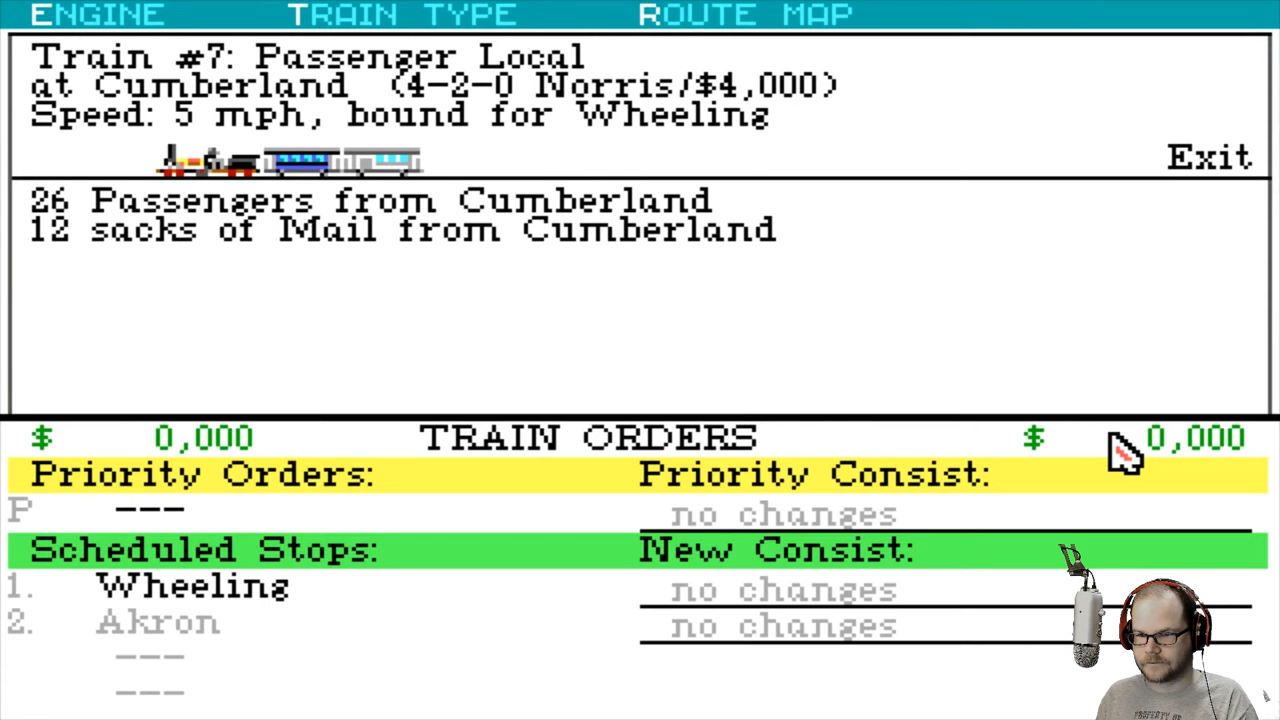 ENGINE TRAIN TYPE ROUTE MAP
Train #7: Passenger Local
at Cumberland (4-2-0 Norris/$4,000)
Speed: 5 mph, bound for Wheeling
Exit
26 Passengers from Cumberland
12 sacks of Mail from Cumberland
$ 0,000 TRAIN ORDERS $ 0,000
Priority Orders: Priority Consist:
P --- no changes
Scheduled Stops: New Consist:
1. Wheeling no changes
2. Akron no changes
---
---
PROPERTY OF